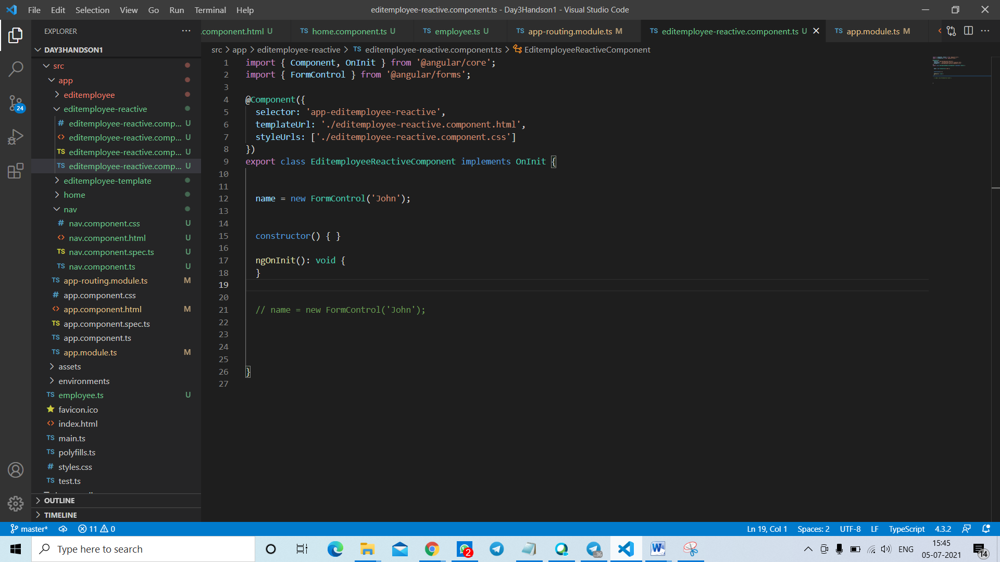 File Edit Selection View Go Run Terminal Help
editemployee-reactive.component.ts - Day3Handson1 - Visual Studio Code
EXPLORER
.component.html U
TS home.component.ts U
TS employee.ts U
TS app-routing.module.ts M
TS editemployee-reactive.component.ts U
TS app.module.ts M
DAY3HANDSON1
src > app > editemployee-reactive > TS editemployee-reactive.component.ts > EditemployeeReactiveComponent
src
app
editemployee
editemployee-reactive
# editemployee-reactive.comp... U
<> editemployee-reactive.comp... U
TS editemployee-reactive.comp... U
TS editemployee-reactive.comp... U
editemployee-template
home
nav
# nav.component.css U
<> nav.component.html U
TS nav.component.spec.ts U
TS nav.component.ts U
TS app-routing.module.ts M
# app.component.css
<> app.component.html M
TS app.component.spec.ts
TS app.component.ts
TS app.module.ts M
assets
environments
TS employee.ts U
favicon.ico
<> index.html
TS main.ts
TS polyfills.ts
# styles.css
TS test.ts
OUTLINE
TIMELINE
24
1 import { Component, OnInit } from '@angular/core';
2 import { FormControl } from '@angular/forms';
3
4 @Component({
5 selector: 'app-editemployee-reactive',
6 templateUrl: './editemployee-reactive.component.html',
7 styleUrls: ['./editemployee-reactive.component.css']
8 })
9 export class EditemployeeReactiveComponent implements OnInit {
10
11
12 name = new FormControl('John');
13
14
15 constructor() { }
16
17 ngOnInit(): void {
18 }
19
20
21 // name = new FormControl('John');
22
23
24
25
26 }
27
master* 11 0
Ln 19, Col 1 Spaces: 2 UTF-8 LF TypeScript 4.3.2
Type here to search
2
36
ENG
15:45
05-07-2021
14